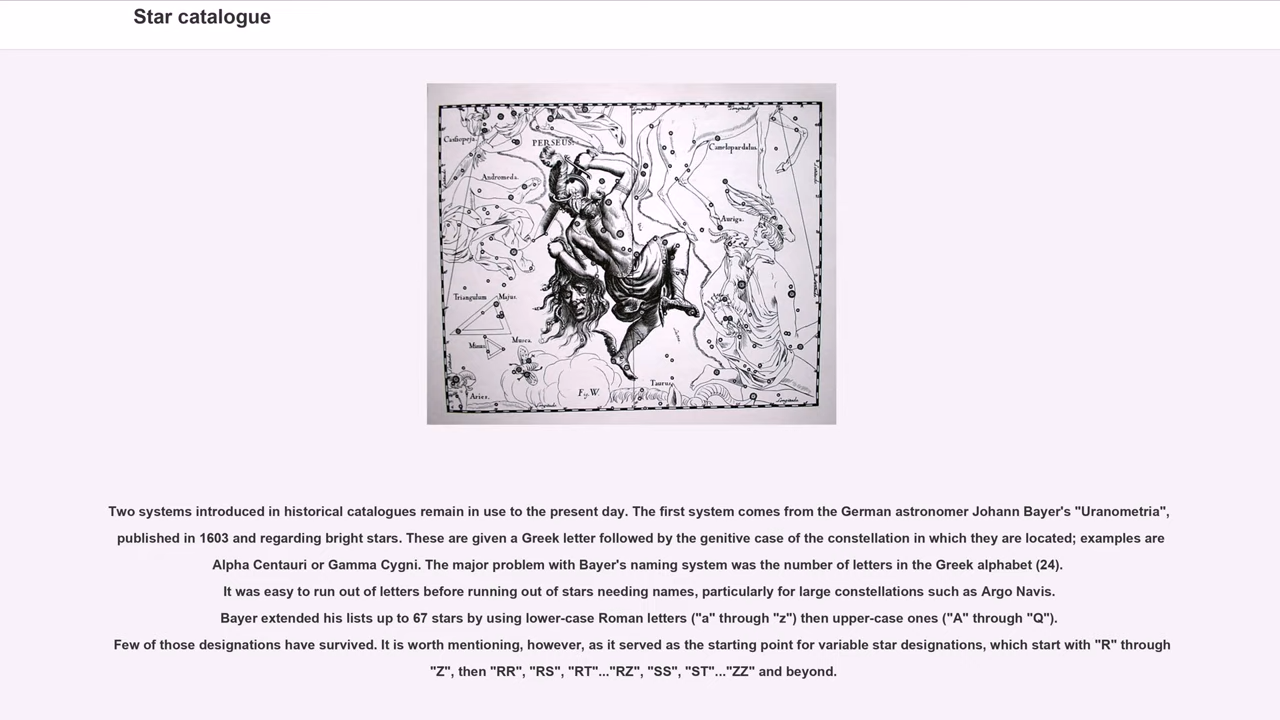 Star catalogue
Cassiopeja.
PERSEUS.
Camelopardalus.
Andromeda.
Auriga.
Triangulum Majus.
Minus.
Musca.
Taurus.
Aries.
Fig. W.
Two systems introduced in historical catalogues remain in use to the present day. The first system comes from the German astronomer Johann Bayer's "Uranometria",
published in 1603 and regarding bright stars. These are given a Greek letter followed by the genitive case of the constellation in which they are located; examples are
Alpha Centauri or Gamma Cygni. The major problem with Bayer's naming system was the number of letters in the Greek alphabet (24).
It was easy to run out of letters before running out of stars needing names, particularly for large constellations such as Argo Navis.
Bayer extended his lists up to 67 stars by using lower-case Roman letters ("a" through "z") then upper-case ones ("A" through "Q").
Few of those designations have survived. It is worth mentioning, however, as it served as the starting point for variable star designations, which start with "R" through
"Z", then "RR", "RS", "RT"..."RZ", "SS", "ST"..."ZZ" and beyond.